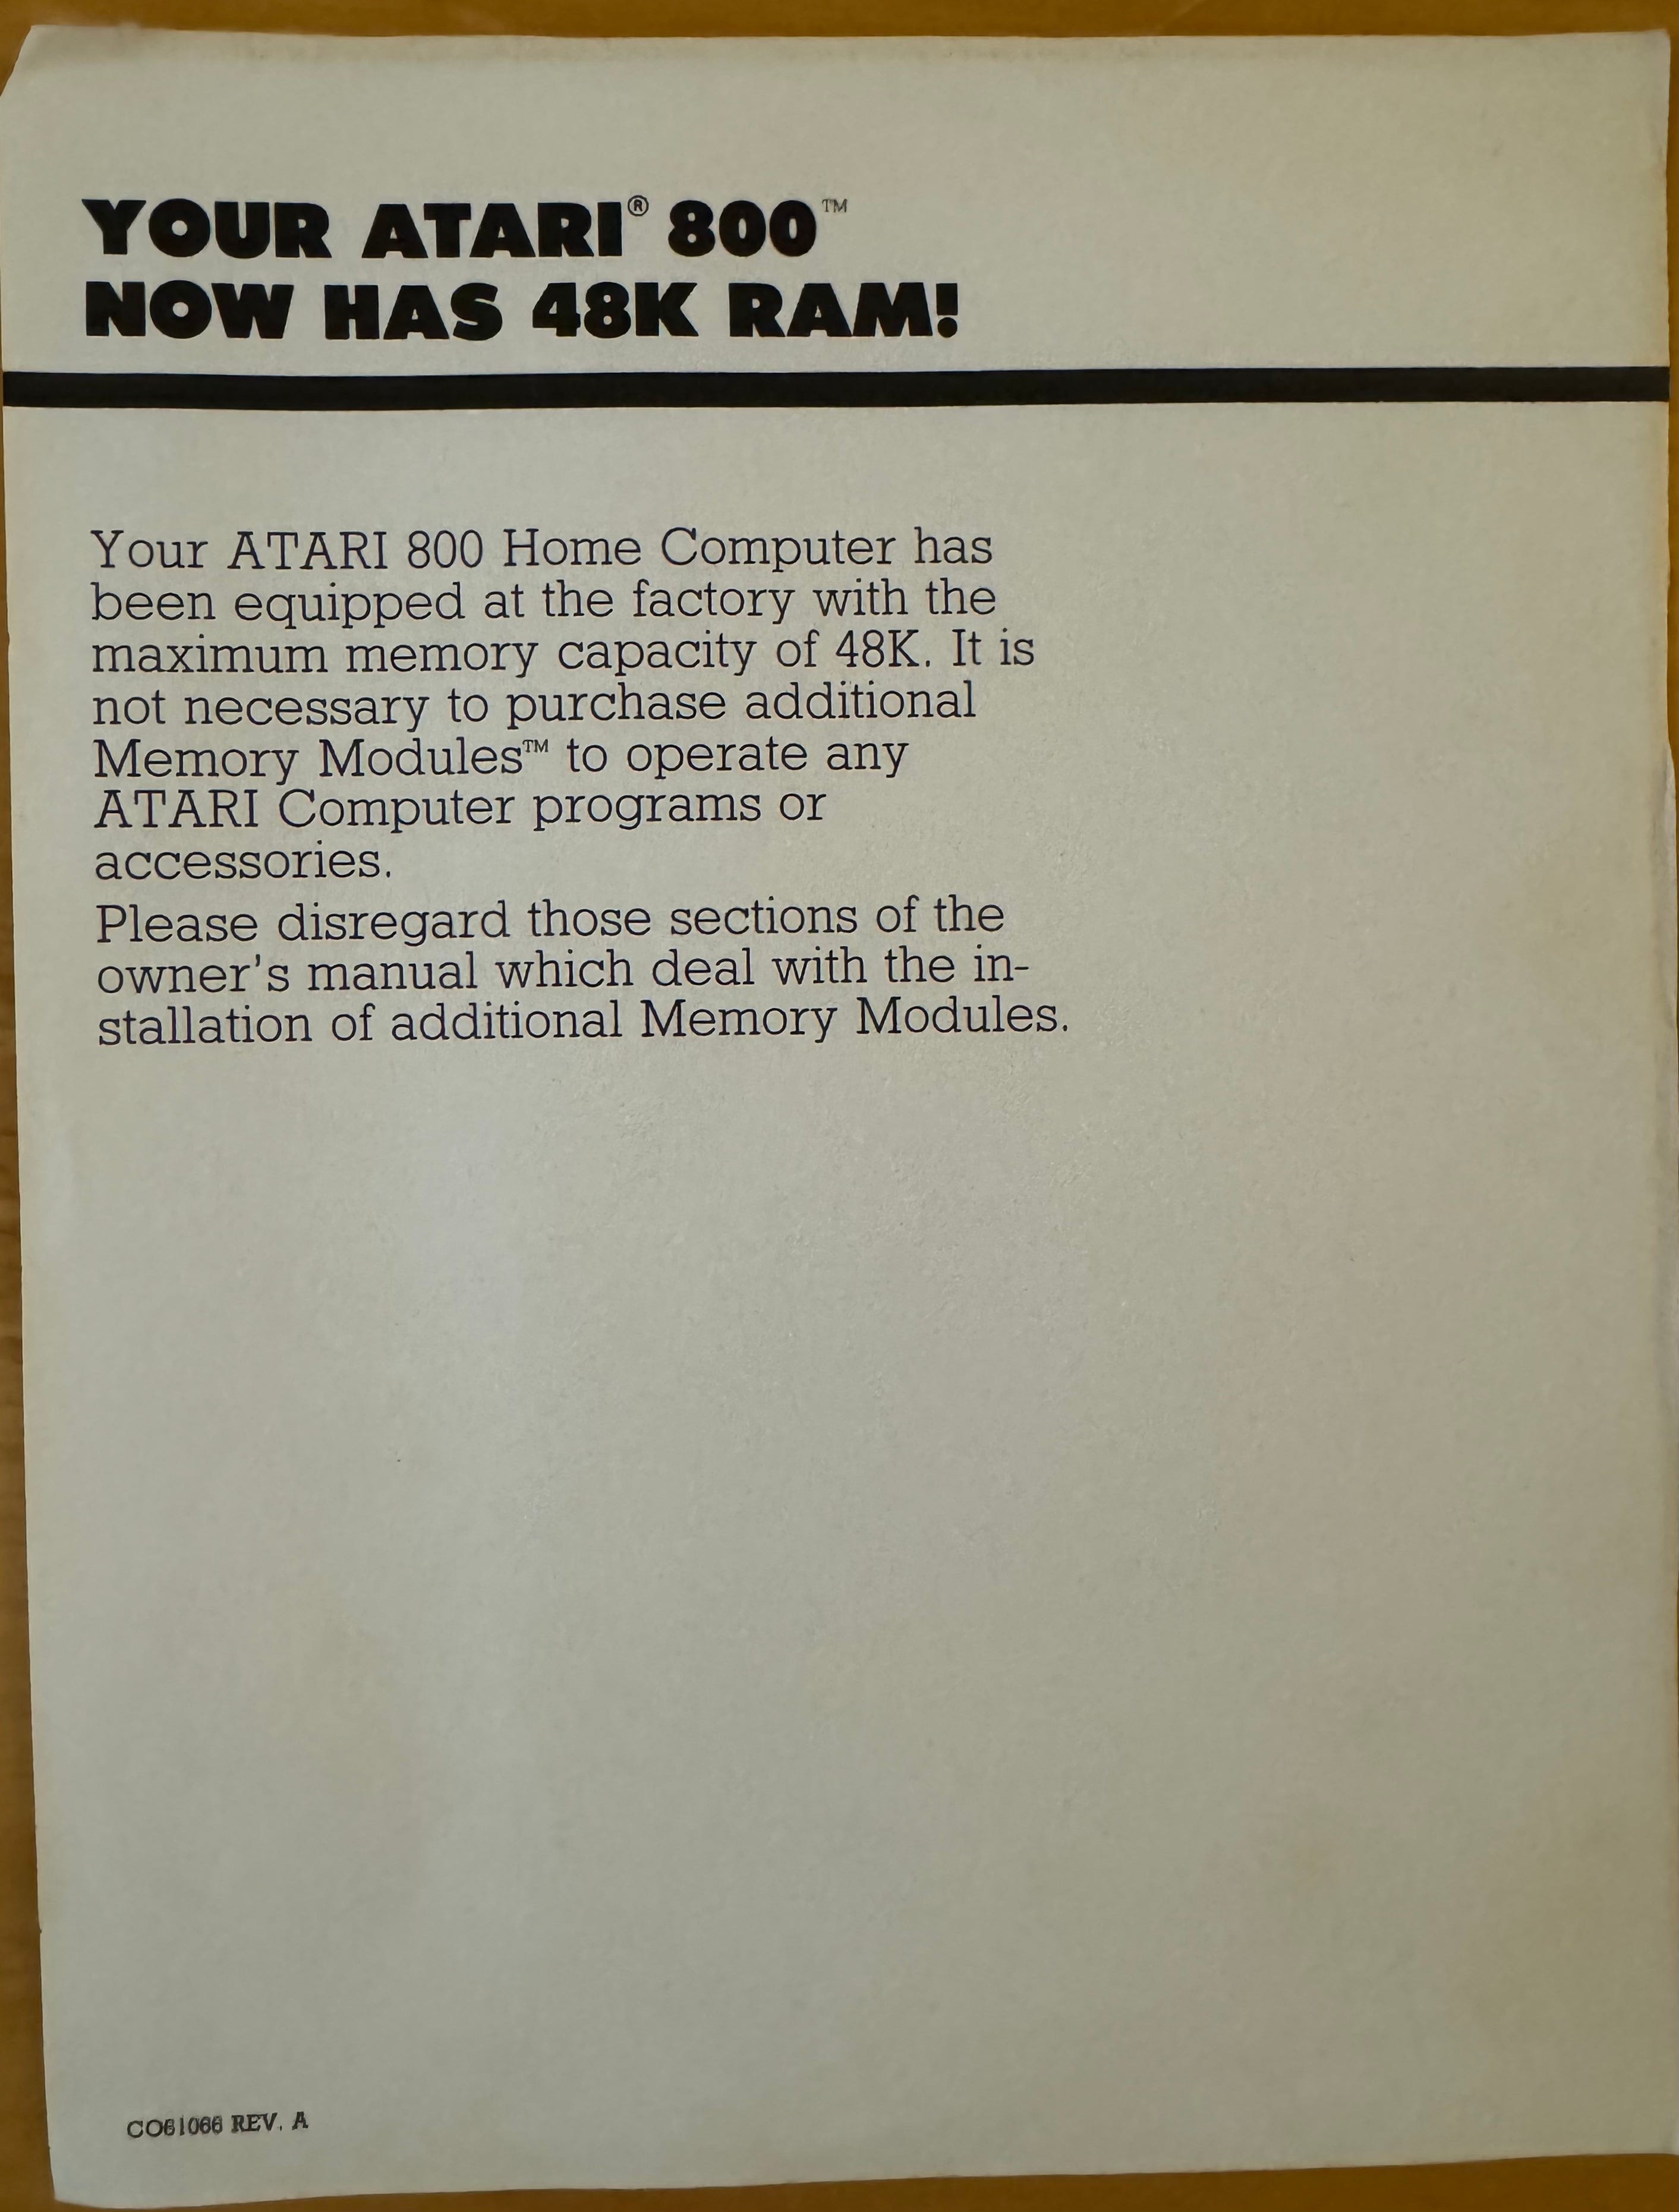 YOUR ATARI® 800™
NOW HAS 48K RAM!
Your ATARI 800 Home Computer has
been equipped at the factory with the
maximum memory capacity of 48K. It is
not necessary to purchase additional
Memory Modules™ to operate any
ATARI Computer programs or
accessories.
Please disregard those sections of the
owner's manual which deal with the in-
stallation of additional Memory Modules.
CO61066 REV. A